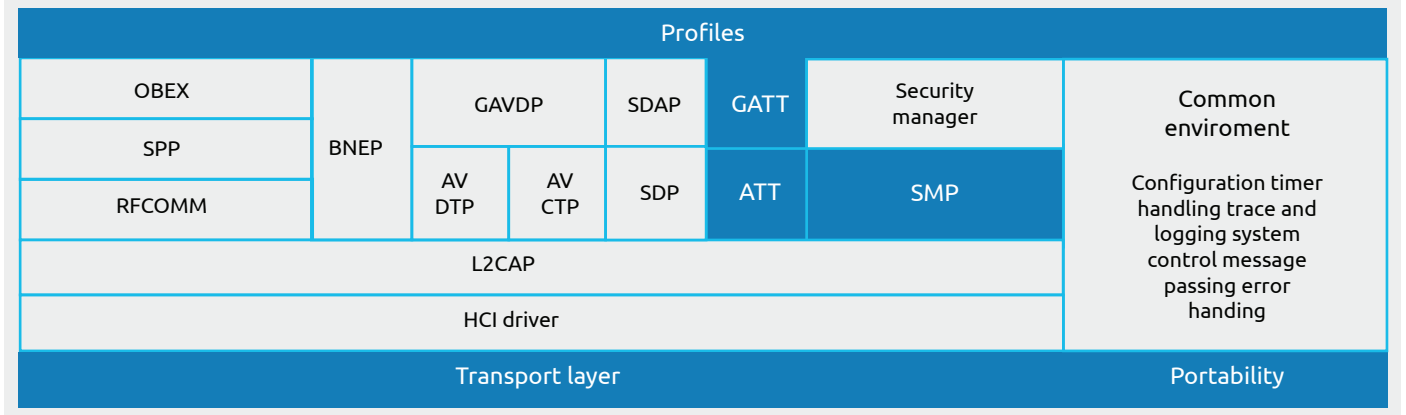 Profiles
OBEX
SPP
RFCOMM
BNEP
GAVDP
AV
DTP
AV
CTP
SDAP
SDP
GATT
ATT
Security
manager
SMP
L2CAP
HCI driver
Common
enviroment
Configuration timer
handling trace and
logging system
control message
passing error
handing
Transport layer
Portability